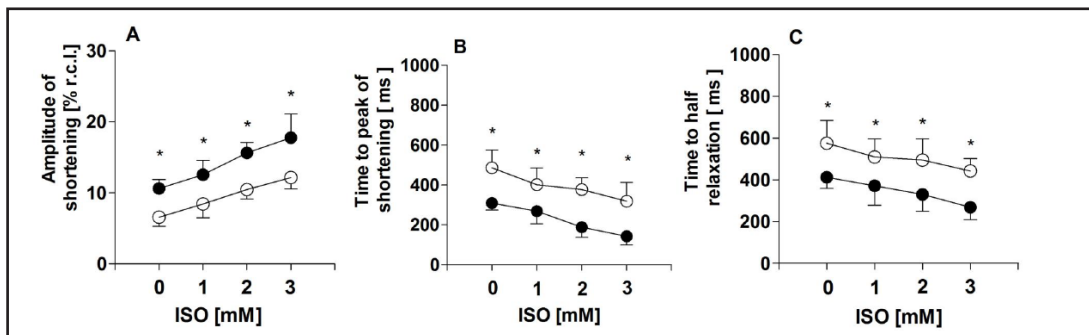 A
Amplitude of
shortening [% r.c.l.]
30
20
10
0
*
*
*
*
0 1 2 3
ISO [mM]
B
Time to peak of
shortening [ ms ]
1000
800
600
400
200
0
*
*
*
*
0 1 2 3
ISO [mM]
C
Time to half
relaxation [ ms ]
1000
800
600
400
200
0
*
*
*
*
0 1 2 3
ISO [mM]